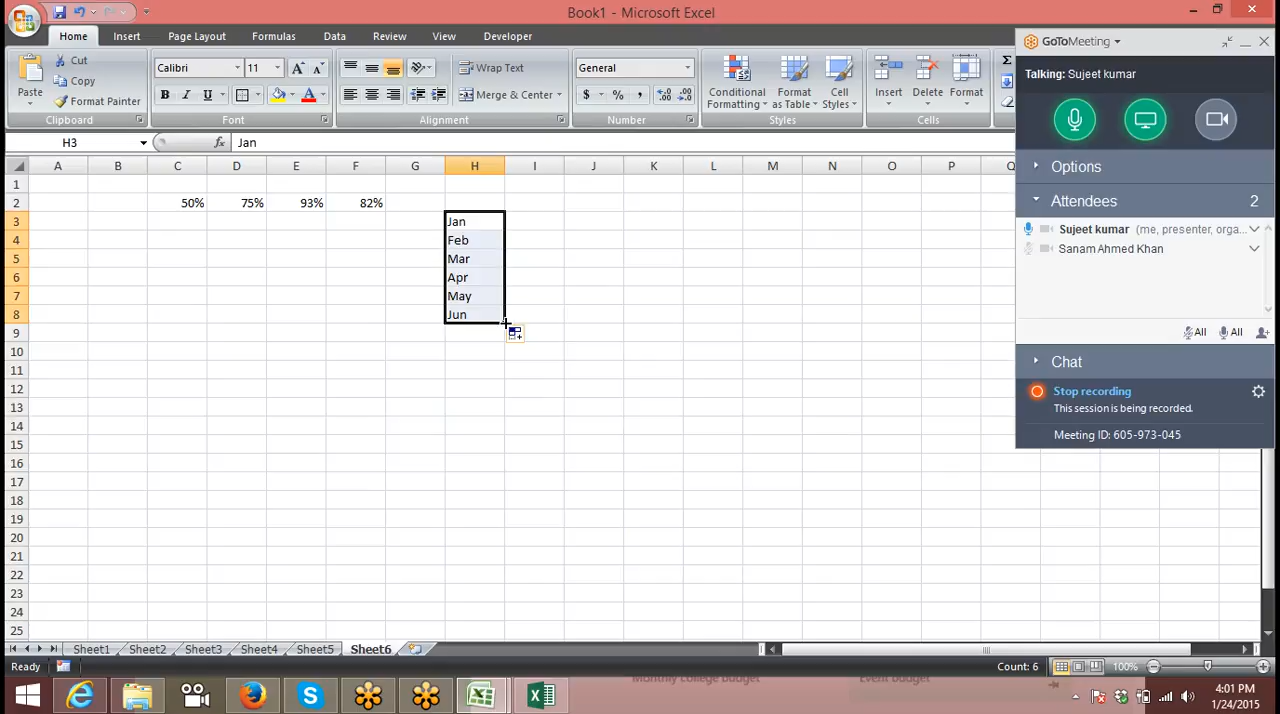 Book1 - Microsoft Excel
Home Insert Page Layout Formulas Data Review View Developer
Paste
Cut
Copy
Format Painter
Clipboard
Calibri 11
B I U
Font
Wrap Text
Merge & Center
Alignment
General
$ % ,
Number
Conditional Formatting
Format as Table
Cell Styles
Styles
Insert Delete Format
Cells
H3 fx Jan
A B C D E F G H I J K L M N O P Q
1
2 50% 75% 93% 82%
3 Jan
4 Feb
5 Mar
6 Apr
7 May
8 Jun
9
10
11
12
13
14
15
16
17
18
19
20
21
22
23
24
25
Sheet1 Sheet2 Sheet3 Sheet4 Sheet5 Sheet6
Ready Count: 6 100%
Monthly college budget Event budget
4:01 PM
1/24/2015
GoToMeeting
Talking: Sujeet kumar
Options
Attendees 2
Sujeet kumar (me, presenter, orga...
Sanam Ahmed Khan
All All
Chat
Stop recording
This session is being recorded.
Meeting ID: 605-973-045